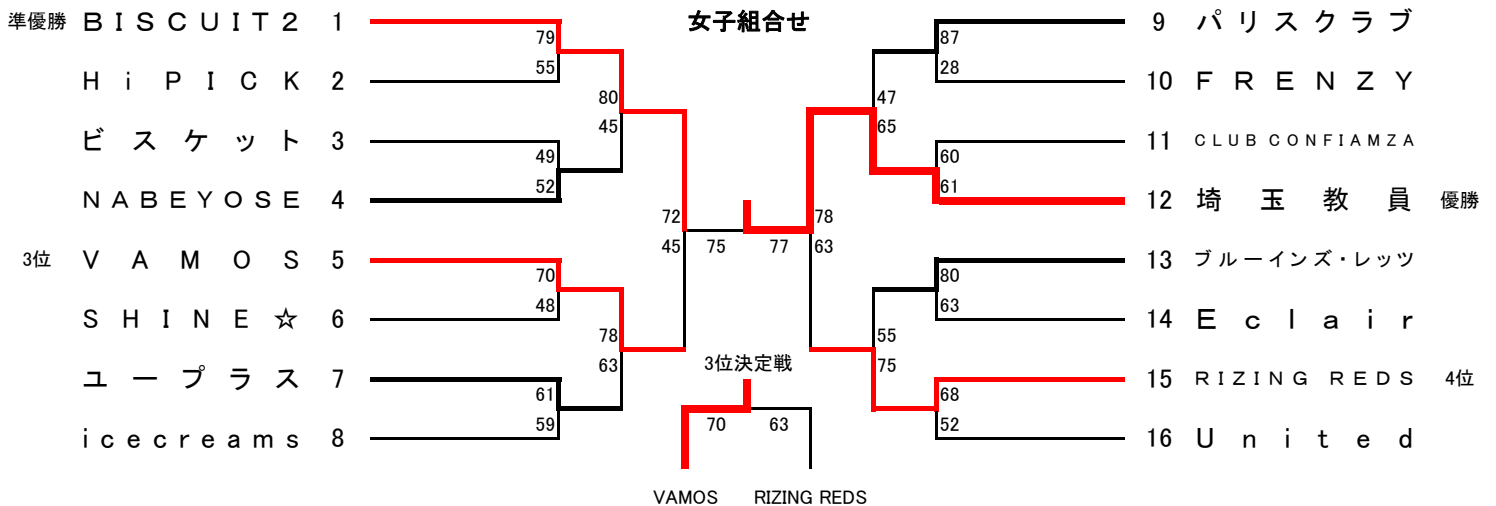 女子組合せ
準優勝 BISCUIT2 1
79
55
HiPICK 2
80
45
ビスケット 3
49
52
NABEYOSE 4
72
45
3位 VAMOS 5
70
48
SHINE☆ 6
78
63
ユープラス 7
61
59
icecreams 8
75 77
9 パリスクラブ
87
28
10 FRENZY
47
65
11 CLUB CONFIAMZA
60
61
12 埼玉教員 優勝
78
63
13 ブルーインズ・レッツ
80
63
14 Eclair
55
75
15 RIZING REDS 4位
68
52
16 United
3位決定戦
70 63
VAMOS RIZING REDS